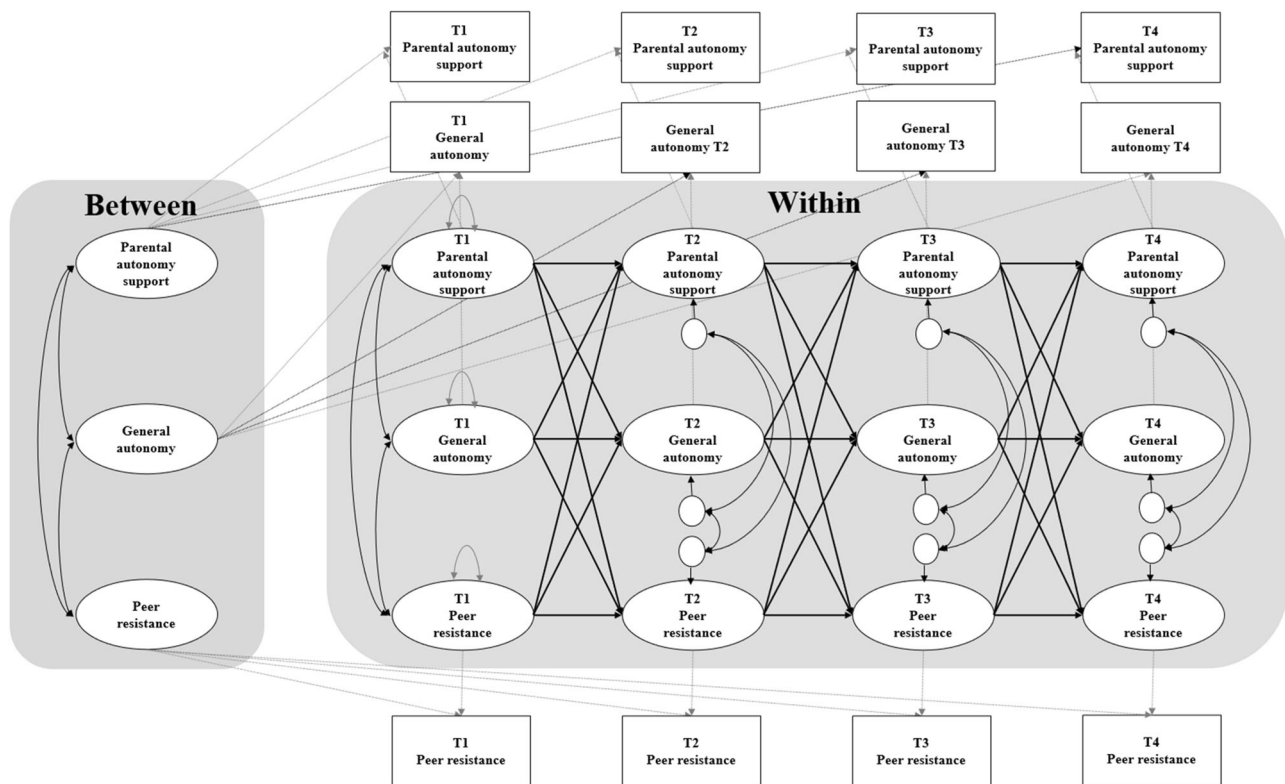 T1
Parental autonomy
support
T2
Parental autonomy
support
T3
Parental autonomy
support
T4
Parental autonomy
support
T1
General
autonomy
General
autonomy T2
General
autonomy T3
General
autonomy T4
Between
Within
Parental
autonomy
support
T1
Parental
autonomy
support
T2
Parental
autonomy
support
T3
Parental
autonomy
support
T4
Parental
autonomy
support
General
autonomy
T1
General
autonomy
T2
General
autonomy
T3
General
autonomy
T4
General
autonomy
Peer
resistance
T1
Peer
resistance
T2
Peer
resistance
T3
Peer
resistance
T4
Peer
resistance
T1
Peer resistance
T2
Peer resistance
T3
Peer resistance
T4
Peer resistance